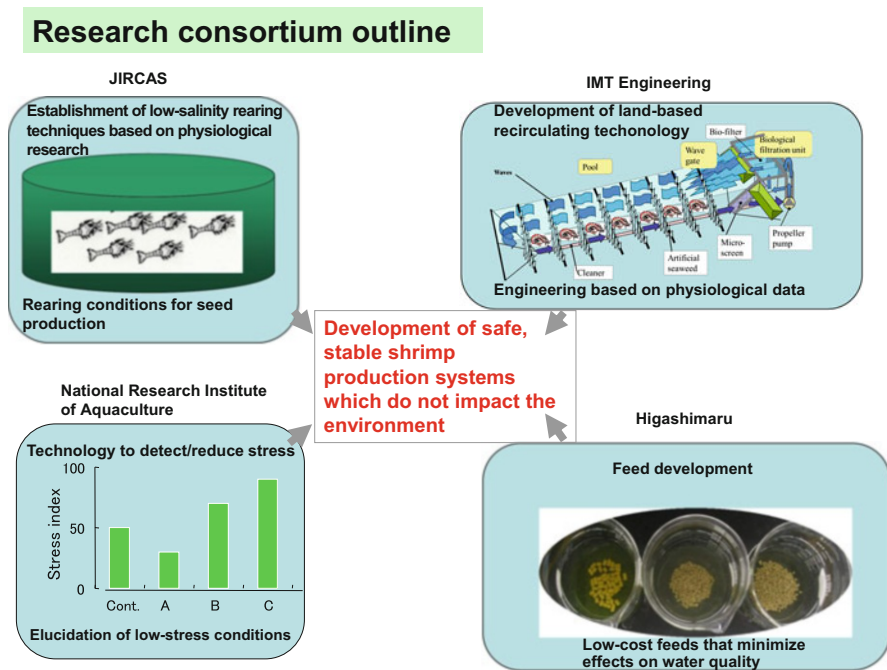 Research consortium outline
JIRCAS
Establishment of low-salinity rearing
techniques based on physiological
research
Rearing conditions for seed
production
IMT Engineering
Development of land-based
recirculating techonology
Bio-filter
Biological
filtration unit
Wave
gate
Pool
Waves
Propeller
pump
Micro-
screen
Artificial
seaweed
Cleaner
Engineering based on physiological data
Development of safe,
stable shrimp
production systems
which do not impact the
environment
National Research Institute
of Aquaculture
Technology to detect/reduce stress
100
50
0
Stress index
Cont. A B C
Elucidation of low-stress conditions
Higashimaru
Feed development
Low-cost feeds that minimize
effects on water quality